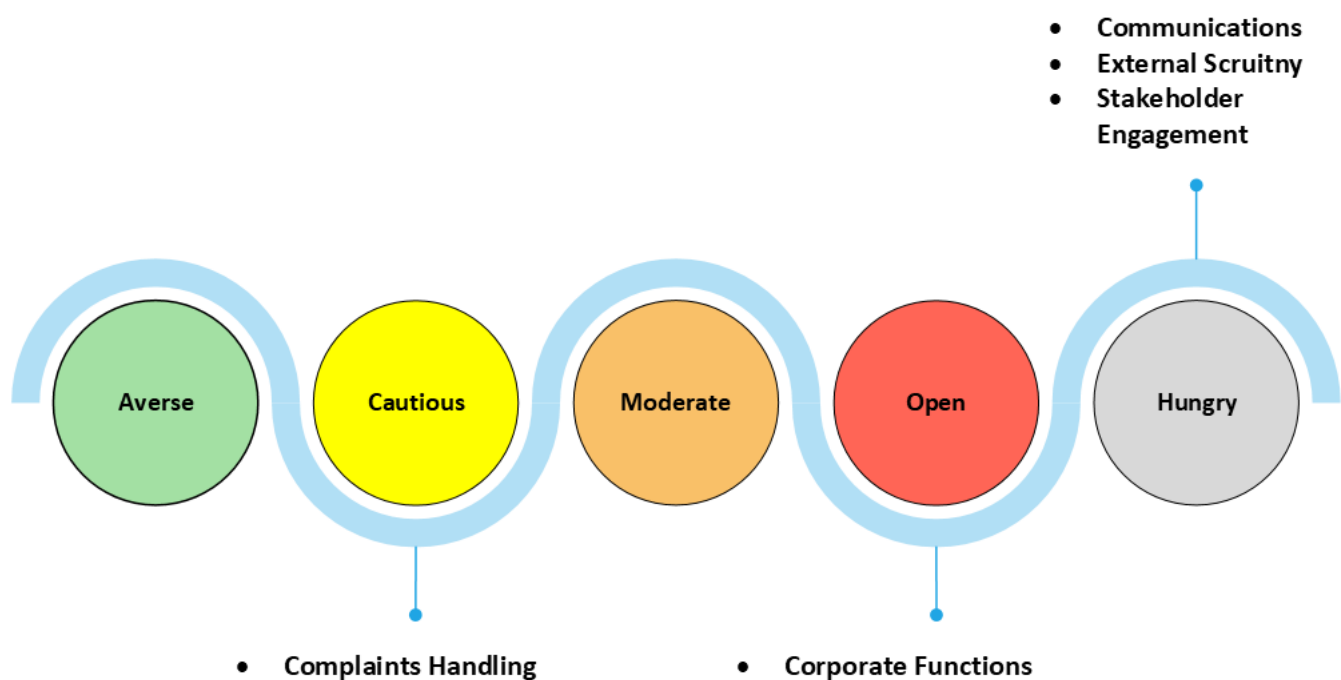 • Communications
• External Scruitny
• Stakeholder
Engagement
Averse
Cautious
Moderate
Open
Hungry
• Complaints Handling
• Corporate Functions